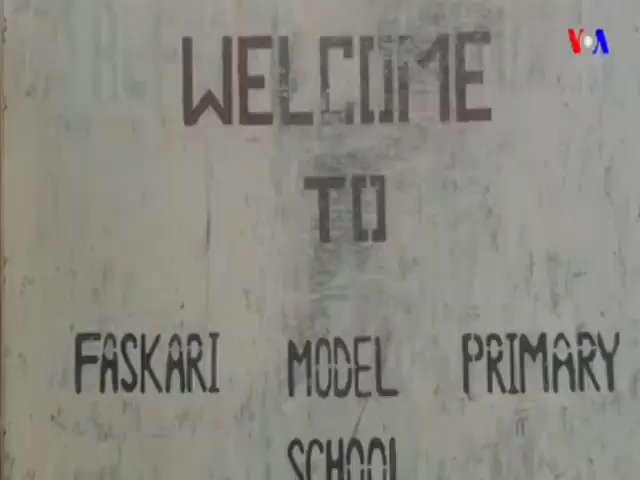 VOA
WELCOME
TO
FASKARI MODEL PRIMARY
SCHOOL